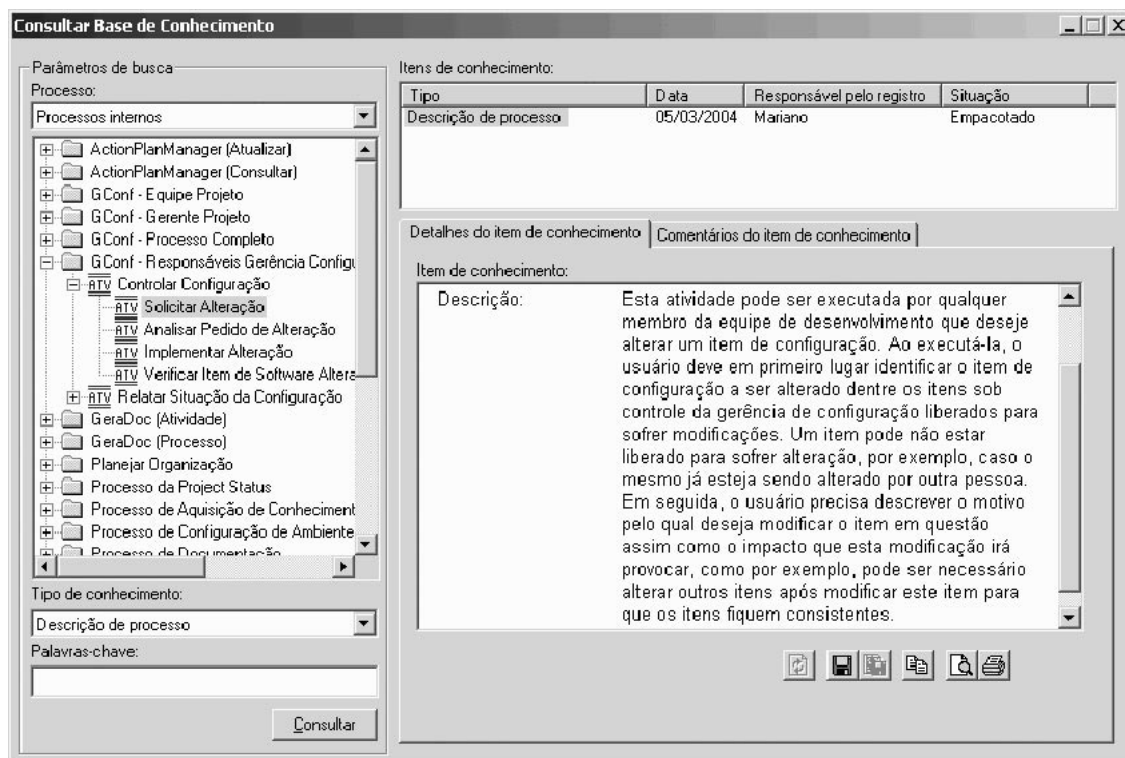 Consultar Base de Conhecimento
Parâmetros de busca
Processo:
Processos internos
ActionPlanManager (Atualizar)
ActionPlanManager (Consultar)
GConf - Equipe Projeto
GConf - Gerente Projeto
GConf - Processo Completo
GConf - Responsáveis Gerência Configu
ATV Controlar Configuração
ATV Solicitar Alteração
ATV Analisar Pedido de Alteração
ATV Implementar Alteração
ATV Verificar Item de Software Altera
ATV Relatar Situação da Configuração
GeraDoc (Atividade)
GeraDoc (Processo)
Planejar Organização
Processo da Project Status
Processo de Aquisição de Conheciment
Processo de Configuração de Ambiente
Processo de Documentação
Tipo de conhecimento:
Descrição de processo
Palavras-chave:
Consultar
Itens de conhecimento:
Tipo Data Responsável pelo registro Situação
Descrição de processo 05/03/2004 Mariano Empacotado
Detalhes do item de conhecimento Comentários do item de conhecimento
Item de conhecimento:
Descrição: Esta atividade pode ser executada por qualquer
membro da equipe de desenvolvimento que deseje
alterar um item de configuração. Ao executá-la, o
usuário deve em primeiro lugar identificar o item de
configuração a ser alterado dentre os itens sob
controle da gerência de configuração liberados para
sofrer modificações. Um item pode não estar
liberado para sofrer alteração, por exemplo, caso o
mesmo já esteja sendo alterado por outra pessoa.
Em seguida, o usuário precisa descrever o motivo
pelo qual deseja modificar o item em questão
assim como o impacto que esta modificação irá
provocar, como por exemplo, pode ser necessário
alterar outros itens após modificar este item para
que os itens fiquem consistentes.